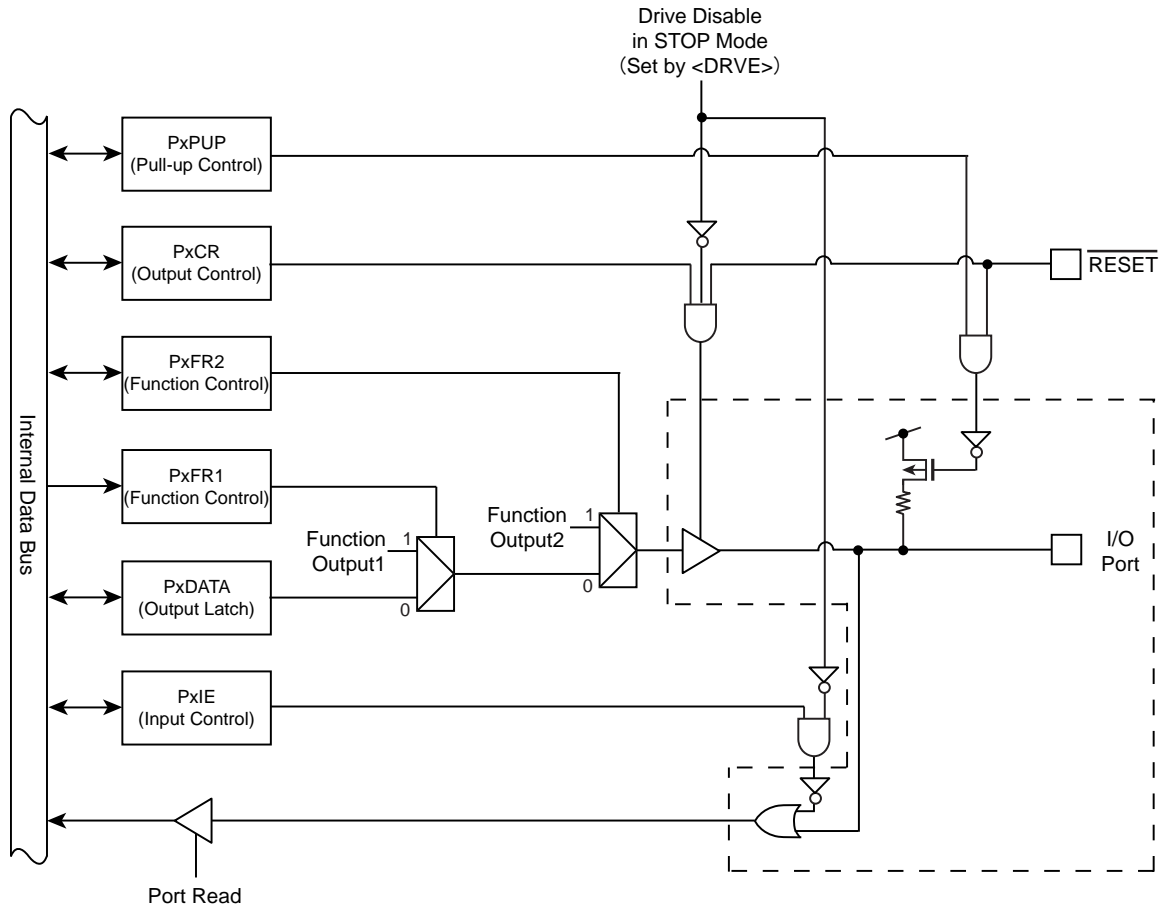 Drive Disable
in STOP Mode
(Set by <DRVE>)
PxPUP
(Pull-up Control)
PxCR
(Output Control)
RESET
PxFR2
(Function Control)
Internal Data Bus
PxFR1
(Function Control)
Function
Output2
1
0
Function
Output1
1
0
I/O
Port
PxDATA
(Output Latch)
PxIE
(Input Control)
Port Read